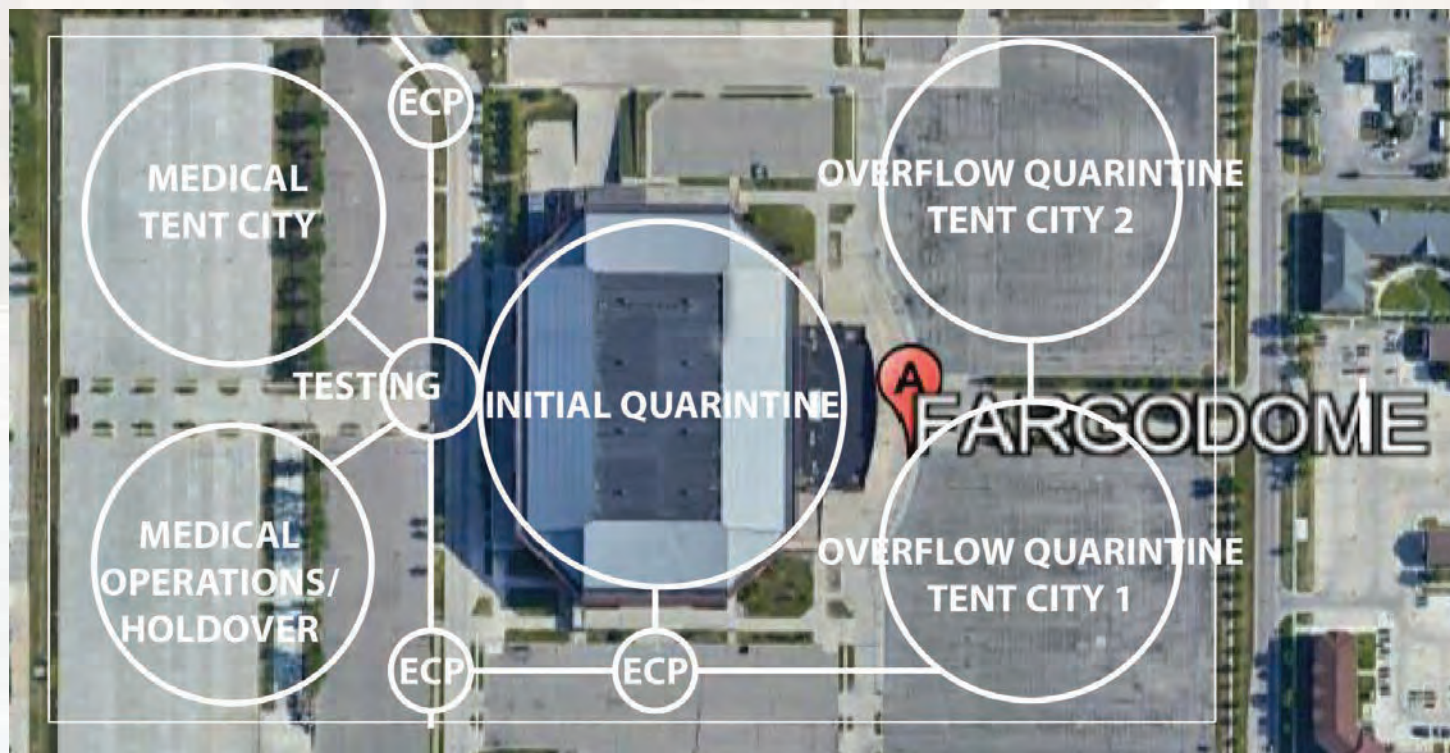 ECP
MEDICAL
TENT CITY
OVERFLOW QUARINTINE
TENT CITY 2
TESTING
INITIAL QUARINTINE
A
FARGODOME
MEDICAL
OPERATIONS/
HOLDOVER
OVERFLOW QUARINTINE
TENT CITY 1
ECP
ECP